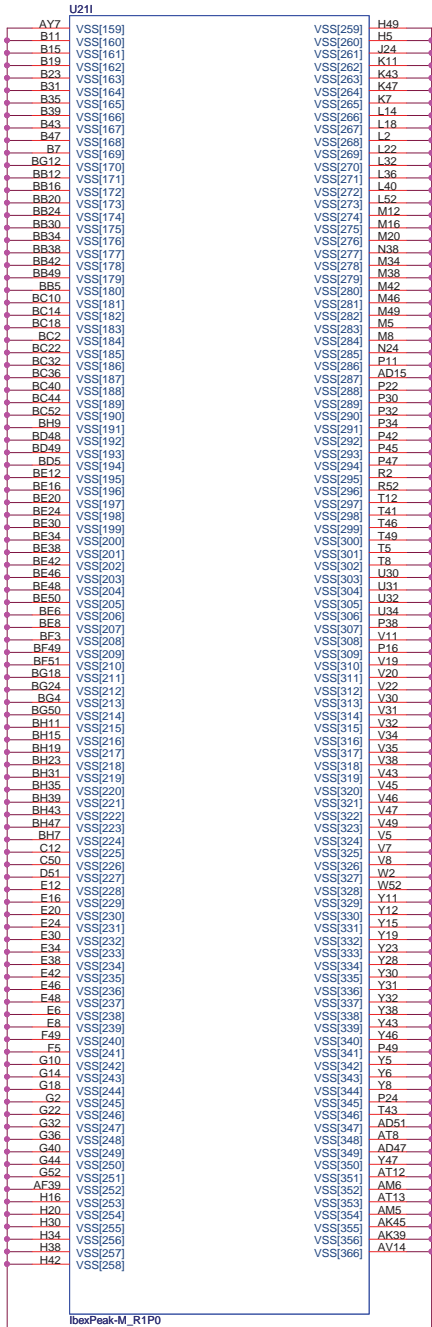 U21I
AY7 VSS[159] VSS[259] H49
B11 VSS[160] VSS[260] H5
B15 VSS[161] VSS[261] J24
B19 VSS[162] VSS[262] K11
B23 VSS[163] VSS[263] K43
B31 VSS[164] VSS[264] K47
B35 VSS[165] VSS[265] K7
B39 VSS[166] VSS[266] L14
B43 VSS[167] VSS[267] L18
B47 VSS[168] VSS[268] L2
B7 VSS[169] VSS[269] L22
BG12 VSS[170] VSS[270] L32
BB12 VSS[171] VSS[271] L36
BB16 VSS[172] VSS[272] L40
BB20 VSS[173] VSS[273] L52
BB24 VSS[174] VSS[274] M12
BB30 VSS[175] VSS[275] M16
BB34 VSS[176] VSS[276] M20
BB38 VSS[177] VSS[277] N38
BB42 VSS[178] VSS[278] M34
BB49 VSS[179] VSS[279] M38
BB5 VSS[180] VSS[280] M42
BC10 VSS[181] VSS[281] M46
BC14 VSS[182] VSS[282] M49
BC18 VSS[183] VSS[283] M5
BC2 VSS[184] VSS[284] M8
BC22 VSS[185] VSS[285] N24
BC32 VSS[186] VSS[286] P11
BC36 VSS[187] VSS[287] AD15
BC40 VSS[188] VSS[288] P22
BC44 VSS[189] VSS[289] P30
BC52 VSS[190] VSS[290] P32
BH9 VSS[191] VSS[291] P34
BD48 VSS[192] VSS[292] P42
BD49 VSS[193] VSS[293] P45
BD5 VSS[194] VSS[294] P47
BE12 VSS[195] VSS[295] R2
BE16 VSS[196] VSS[296] R52
BE20 VSS[197] VSS[297] T12
BE24 VSS[198] VSS[298] T41
BE30 VSS[199] VSS[299] T46
BE34 VSS[200] VSS[300] T49
BE38 VSS[201] VSS[301] T5
BE42 VSS[202] VSS[302] T8
BE46 VSS[203] VSS[303] U30
BE48 VSS[204] VSS[304] U31
BE50 VSS[205] VSS[305] U32
BE6 VSS[206] VSS[306] U34
BE8 VSS[207] VSS[307] P38
BF3 VSS[208] VSS[308] V11
BF49 VSS[209] VSS[309] P16
BF51 VSS[210] VSS[310] V19
BG18 VSS[211] VSS[311] V20
BG24 VSS[212] VSS[312] V22
BG4 VSS[213] VSS[313] V30
BG50 VSS[214] VSS[314] V31
BH11 VSS[215] VSS[315] V32
BH15 VSS[216] VSS[316] V34
BH19 VSS[217] VSS[317] V35
BH23 VSS[218] VSS[318] V38
BH31 VSS[219] VSS[319] V43
BH35 VSS[220] VSS[320] V45
BH39 VSS[221] VSS[321] V46
BH43 VSS[222] VSS[322] V47
BH47 VSS[223] VSS[323] V49
BH7 VSS[224] VSS[324] V5
C12 VSS[225] VSS[325] V7
C50 VSS[226] VSS[326] V8
D51 VSS[227] VSS[327] W2
E12 VSS[228] VSS[328] W52
E16 VSS[229] VSS[329] Y11
E20 VSS[230] VSS[330] Y12
E24 VSS[231] VSS[331] Y15
E30 VSS[232] VSS[332] Y19
E34 VSS[233] VSS[333] Y23
E38 VSS[234] VSS[334] Y28
E42 VSS[235] VSS[335] Y30
E46 VSS[236] VSS[336] Y31
E48 VSS[237] VSS[337] Y32
E6 VSS[238] VSS[338] Y38
E8 VSS[239] VSS[339] Y43
F49 VSS[240] VSS[340] Y46
F5 VSS[241] VSS[341] P49
G10 VSS[242] VSS[342] Y5
G14 VSS[243] VSS[343] Y6
G18 VSS[244] VSS[344] Y8
G2 VSS[245] VSS[345] P24
G22 VSS[246] VSS[346] T43
G32 VSS[247] VSS[347] AD51
G36 VSS[248] VSS[348] AT8
G40 VSS[249] VSS[349] AD47
G44 VSS[250] VSS[350] Y47
G52 VSS[251] VSS[351] AT12
AF39 VSS[252] VSS[352] AM6
H16 VSS[253] VSS[353] AT13
H20 VSS[254] VSS[354] AM5
H30 VSS[255] VSS[355] AK45
H34 VSS[256] VSS[356] AK39
H38 VSS[257] VSS[366] AV14
H42 VSS[258]
IbexPeak-M_R1P0